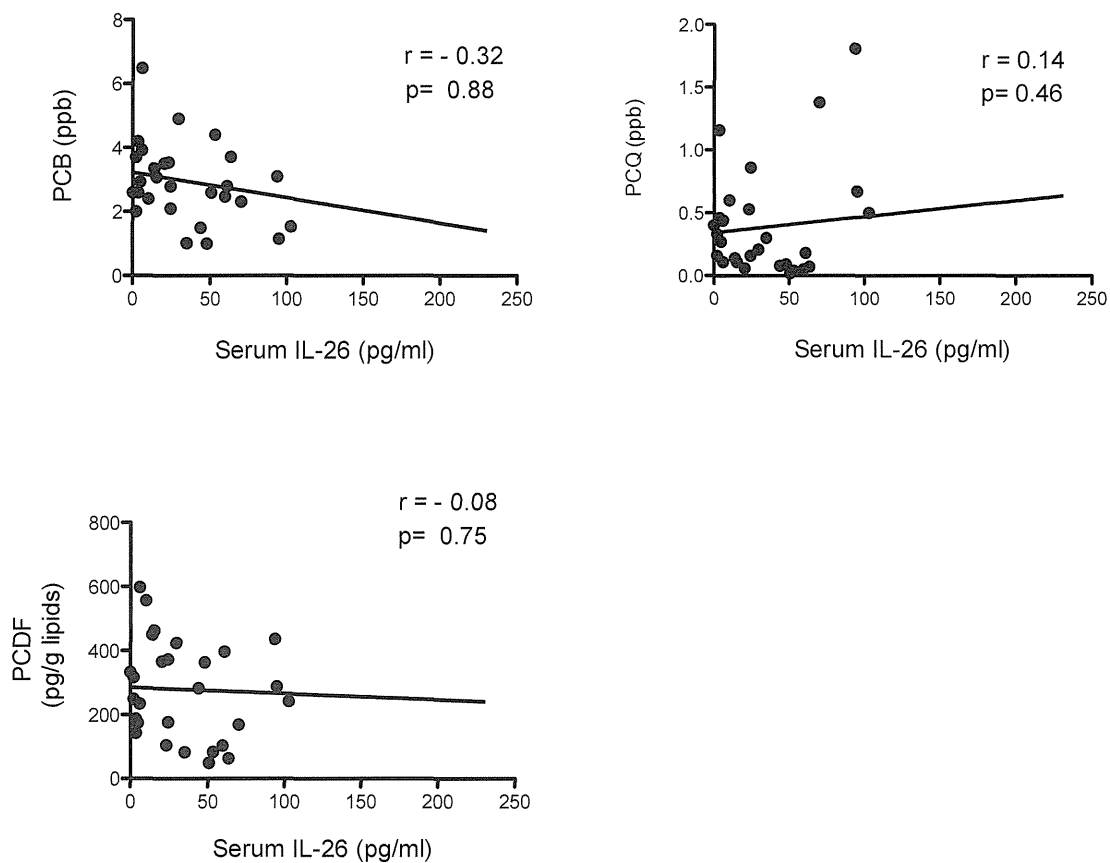 8
6
4
2
0
PCB (ppb)
r = - 0.32
p= 0.88
0 50 100 150 200 250
Serum IL-26 (pg/ml)
2.0
1.5
1.0
0.5
0.0
PCQ (ppb)
r = 0.14
p= 0.46
0 50 100 150 200 250
Serum IL-26 (pg/ml)
800
600
400
200
0
PCDF
(pg/g lipids)
r = - 0.08
p= 0.75
0 50 100 150 200 250
Serum IL-26 (pg/ml)